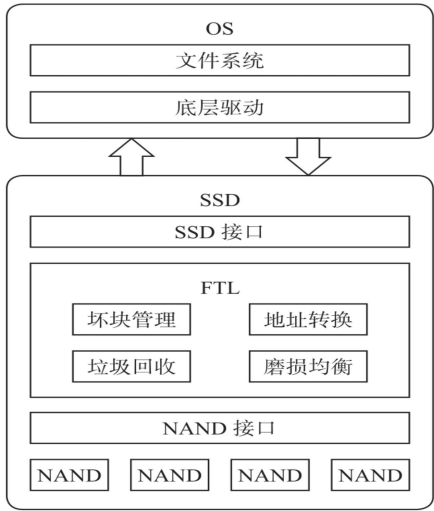 OS
文件系统
底层驱动
SSD
SSD 接口
FTL
坏块管理 地址转换
垃圾回收 磨损均衡
NAND 接口
NAND NAND NAND NAND